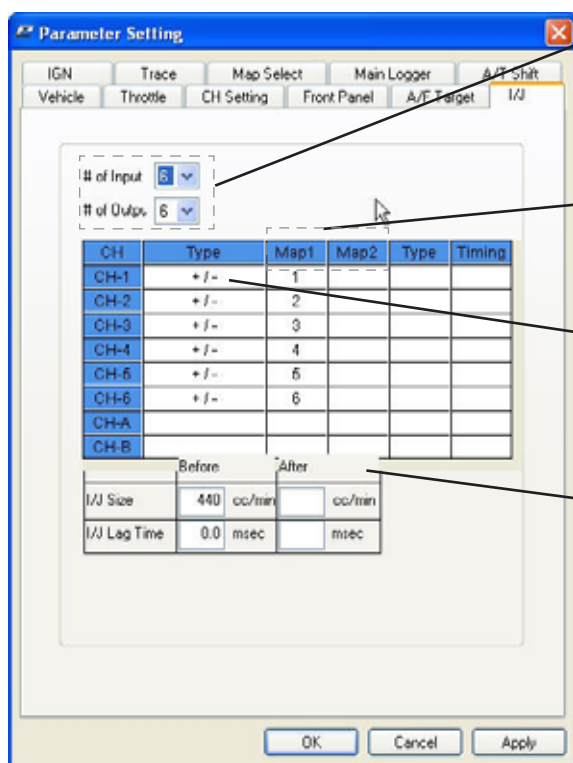 Parameter Setting
IGN Trace Map Select Main Logger A/T Shift
Vehicle Throttle CH Setting Front Panel A/F Target I/J
# of Input 6
# of Outpu 6
CH Type Map1 Map2 Type Timing
CH-1 + / - 1
CH-2 + / - 2
CH-3 + / - 3
CH-4 + / - 4
CH-5 + / - 5
CH-6 + / - 6
CH-A
CH-B
Before After
I/J Size 440 cc/min cc/min
I/J Lag Time 0.0 msec msec
OK Cancel Apply